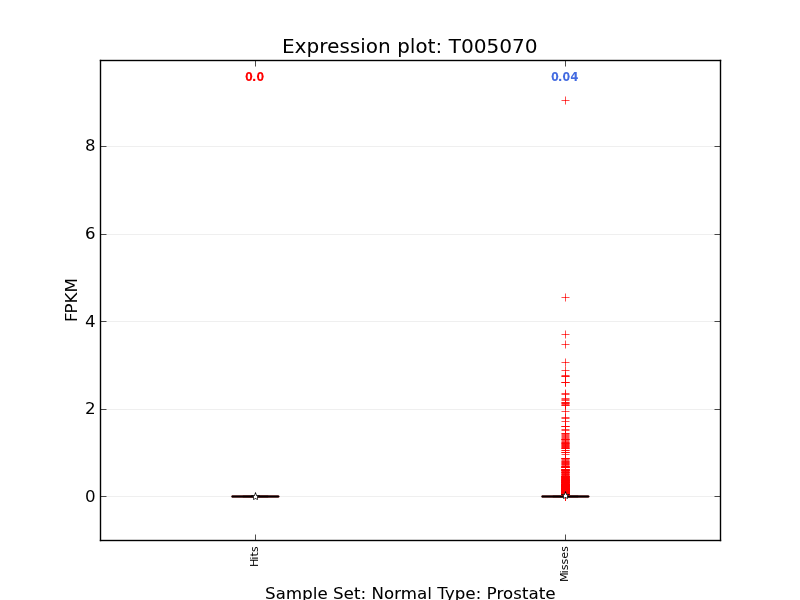 Expression plot: T005070
0.0 0.04
8
6
4
2
0
FPKM
Hits Misses
Sample Set: Normal Type: Prostate